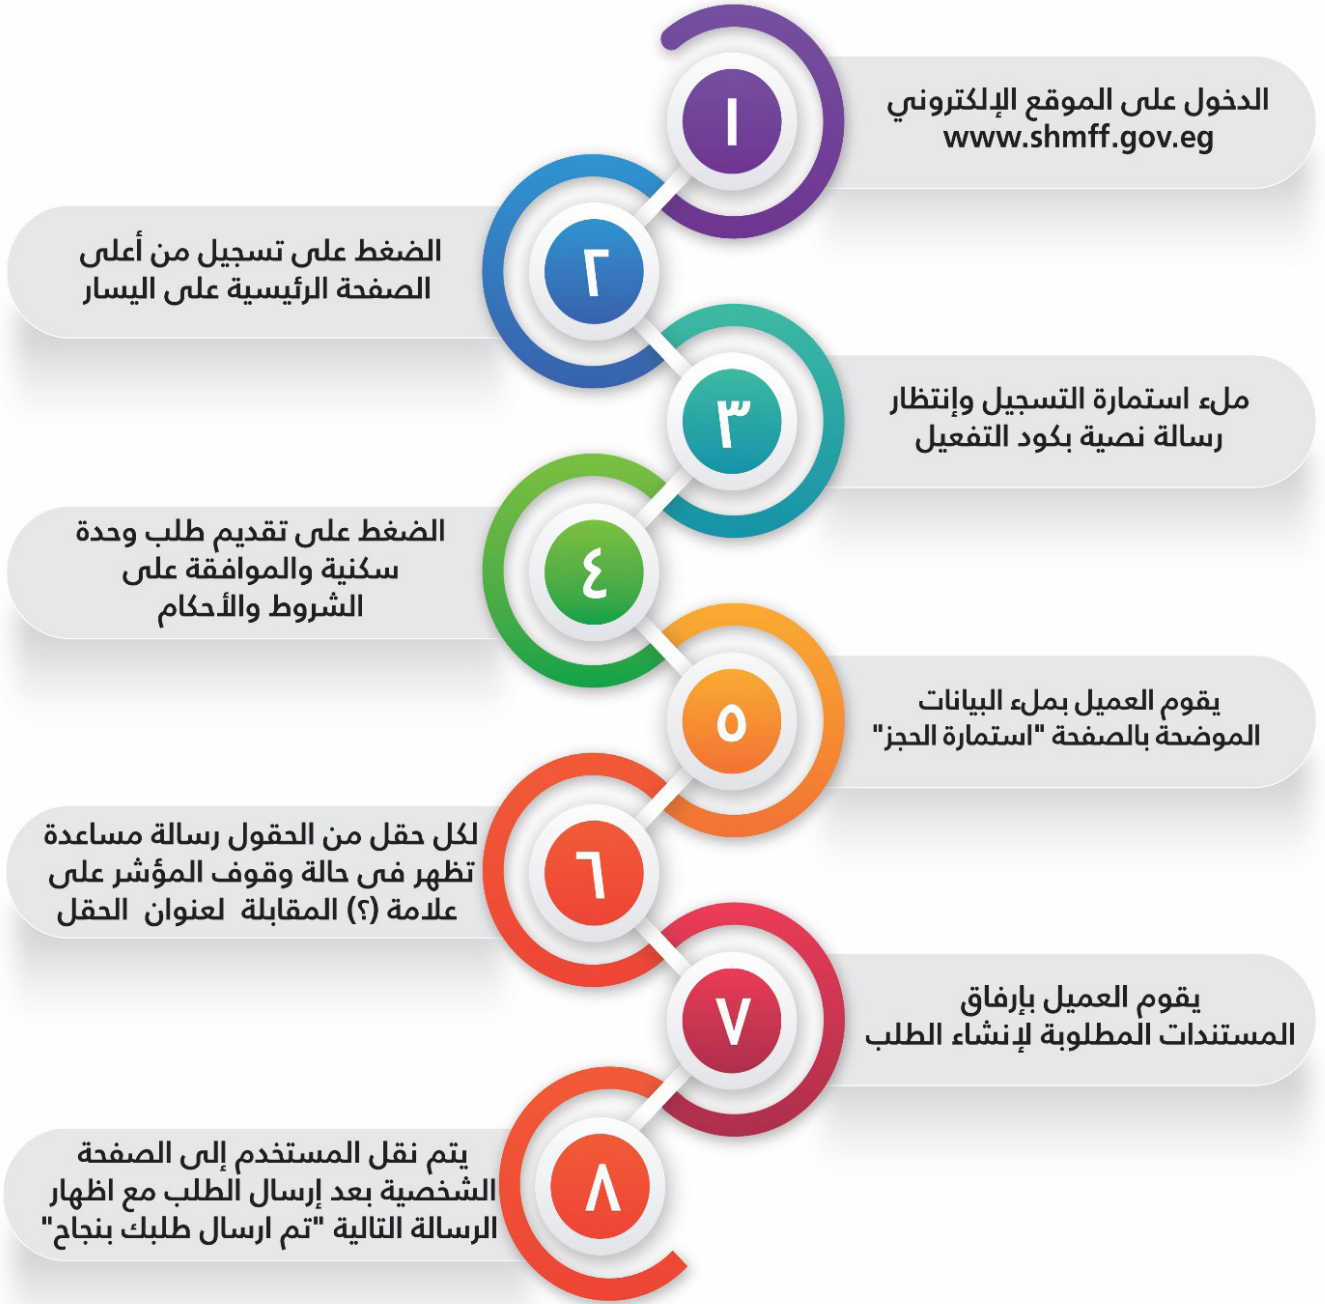 ١
الدخول على الموقع الإلكتروني
www.shmff.gov.eg
٢
الضغط على تسجيل من أعلى
الصفحة الرئيسية على اليسار
٣
ملء استمارة التسجيل وإنتظار
رسالة نصية بكود التفعيل
٤
الضغط على تقديم طلب وحدة
سكنية والموافقة على
الشروط والأحكام
٥
يقوم العميل بملء البيانات
الموضحة بالصفحة "استمارة الحجز"
٦
لكل حقل من الحقول رسالة مساعدة
تظهر فى حالة وقوف المؤشر على
علامة (؟) المقابلة لعنوان الحقل
٧
يقوم العميل بإرفاق
المستندات المطلوبة لإنشاء الطلب
٨
يتم نقل المستخدم إلى الصفحة
الشخصية بعد إرسال الطلب مع اظهار
الرسالة التالية "تم ارسال طلبك بنجاح"